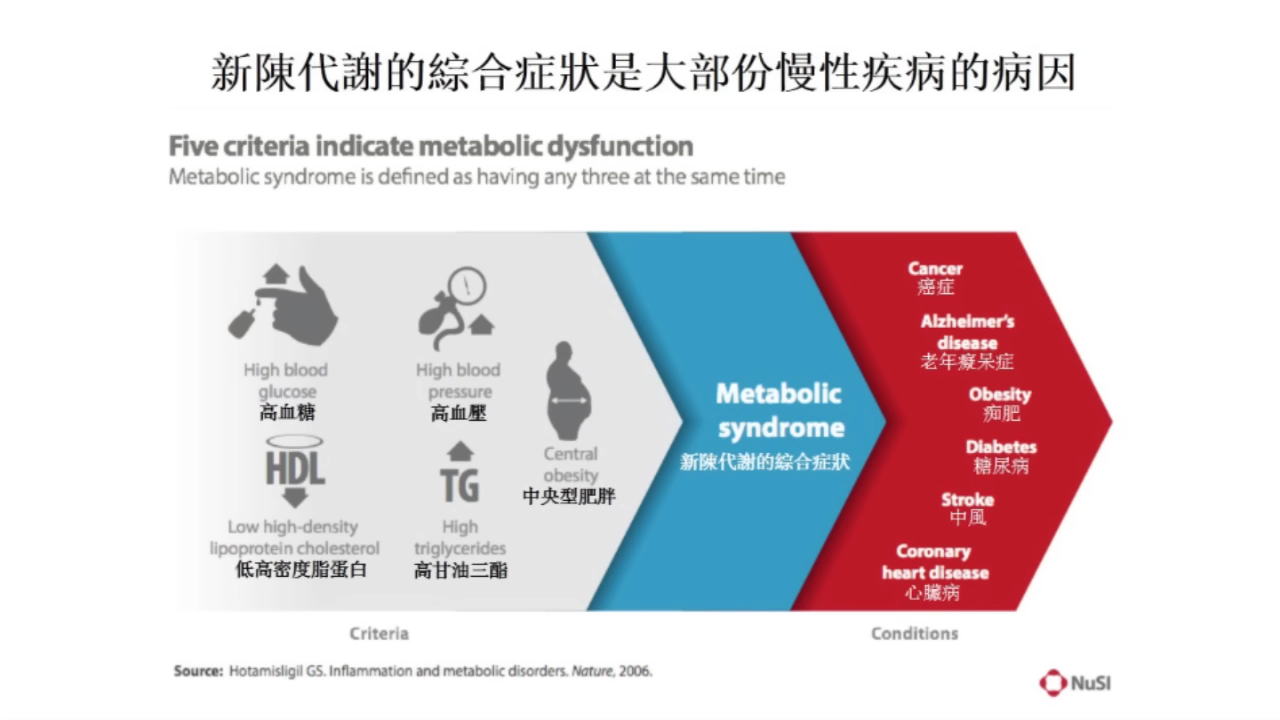 新陳代謝的綜合症狀是大部份慢性疾病的病因
Five criteria indicate metabolic dysfunction
Metabolic syndrome is defined as having any three at the same time
High blood
glucose
高血糖
High blood
pressure
高血壓
HDL
Low high-density
lipoprotein cholesterol
低高密度脂蛋白
TG
High
triglycerides
高甘油三酯
Central
obesity
中央型肥胖
Metabolic
syndrome
新陳代謝的綜合症狀
Cancer
癌症
Alzheimer's
disease
老年癡呆症
Obesity
痴肥
Diabetes
糖尿病
Stroke
中風
Coronary
heart disease
心臟病
Criteria
Conditions
Source: Hotamisligil GS. Inflammation and metabolic disorders. Nature, 2006.
NuSI